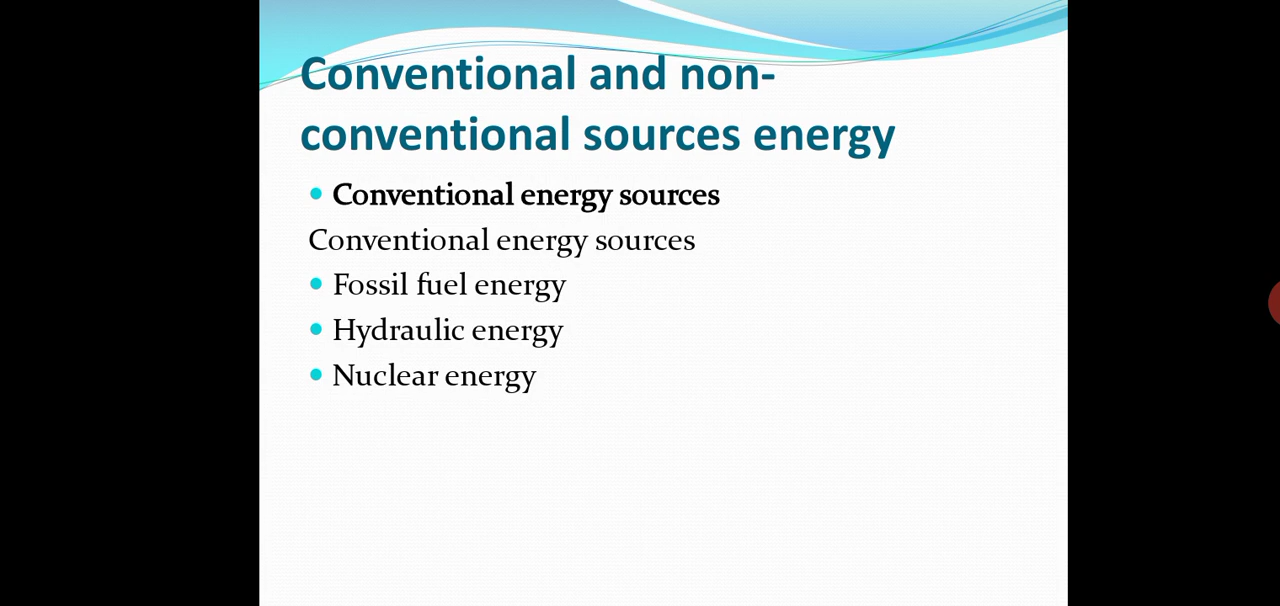 Conventional and non-
conventional sources energy
• Conventional energy sources
Conventional energy sources
• Fossil fuel energy
• Hydraulic energy
• Nuclear energy